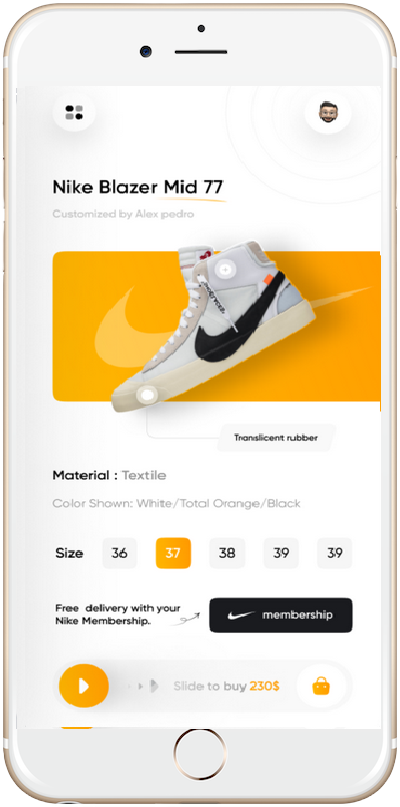 Nike Blazer Mid 77
Customized by Alex pedro
Translicent rubber
Material : Textile
Color Shown: White/Total Orange/Black
Size 36 37 38 39 39
Free delivery with your
Nike Membership.
membership
Slide to buy 230$